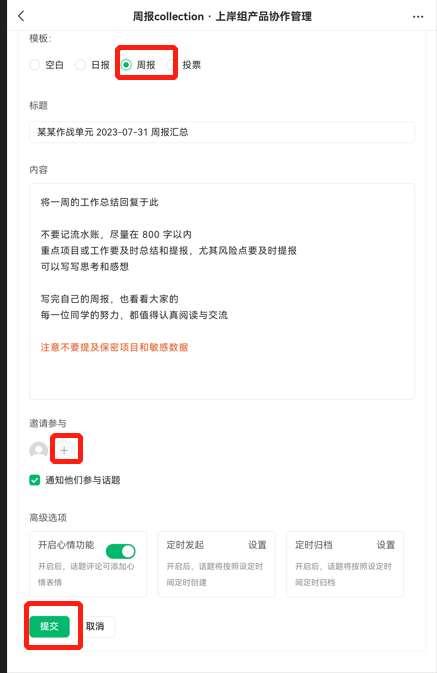 周报collection · 上岸组产品协作管理
模板:
空白 日报 周报 投票
标题
某某作战单元 2023-07-31 周报汇总
内容
将一周的工作总结回复于此
不要记流水账，尽量在 800 字以内
重点项目或工作要及时总结和提报，尤其风险点要及时提报
可以写写思考和感想
写完自己的周报，也看看大家的
每一位同学的努力，都值得认真阅读与交流
注意不要提及保密项目和敏感数据
邀请参与
通知他们参与话题
高级选项
开启心情功能
开启后，话题评论可添加心
情表情
定时发起 设置
开启后，话题将按照设定时
间定时创建
定时归档 设置
开启后，话题将按照设定时
间定时归档
提交 取消